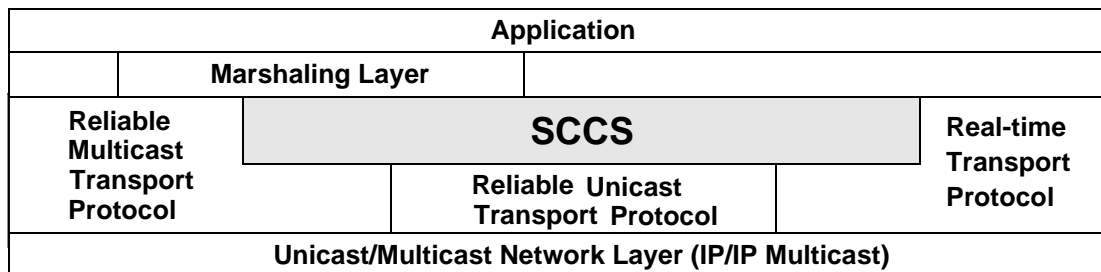 Application
Marshaling Layer
Reliable
Multicast
Transport
Protocol
SCCS
Reliable Unicast
Transport Protocol
Real-time
Transport
Protocol
Unicast/Multicast Network Layer (IP/IP Multicast)